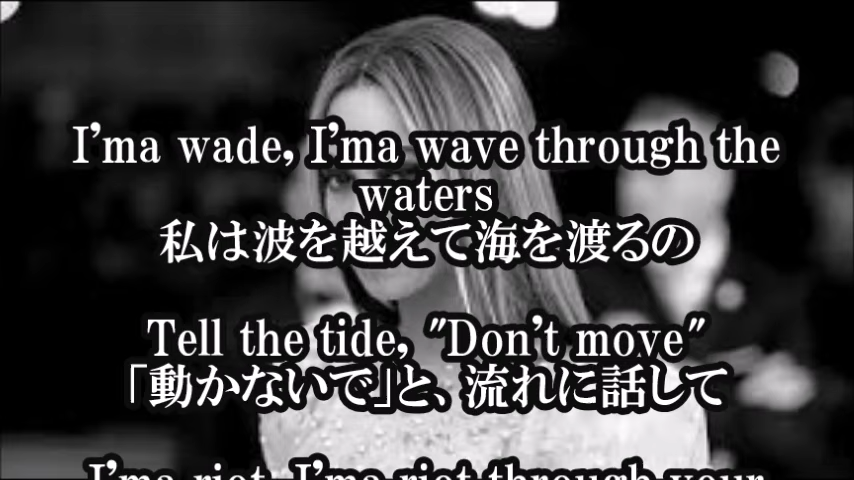 I'ma wade, I'ma wave through the
waters
私は波を越えて海を渡るの
Tell the tide, "Don't move"
「動かないで」と、流れに話して
I'ma riot, I'ma riot through your